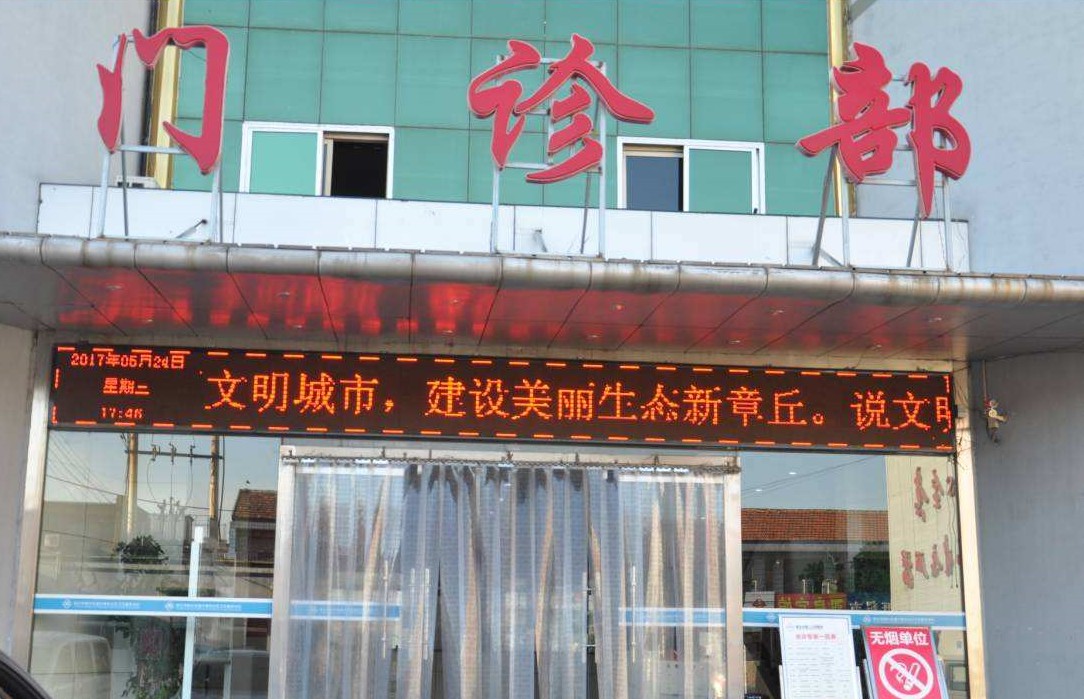 门诊部
2017年05月24日
星期三
17:46
文明城市，建设美丽生态新章丘。说文明
无烟单位